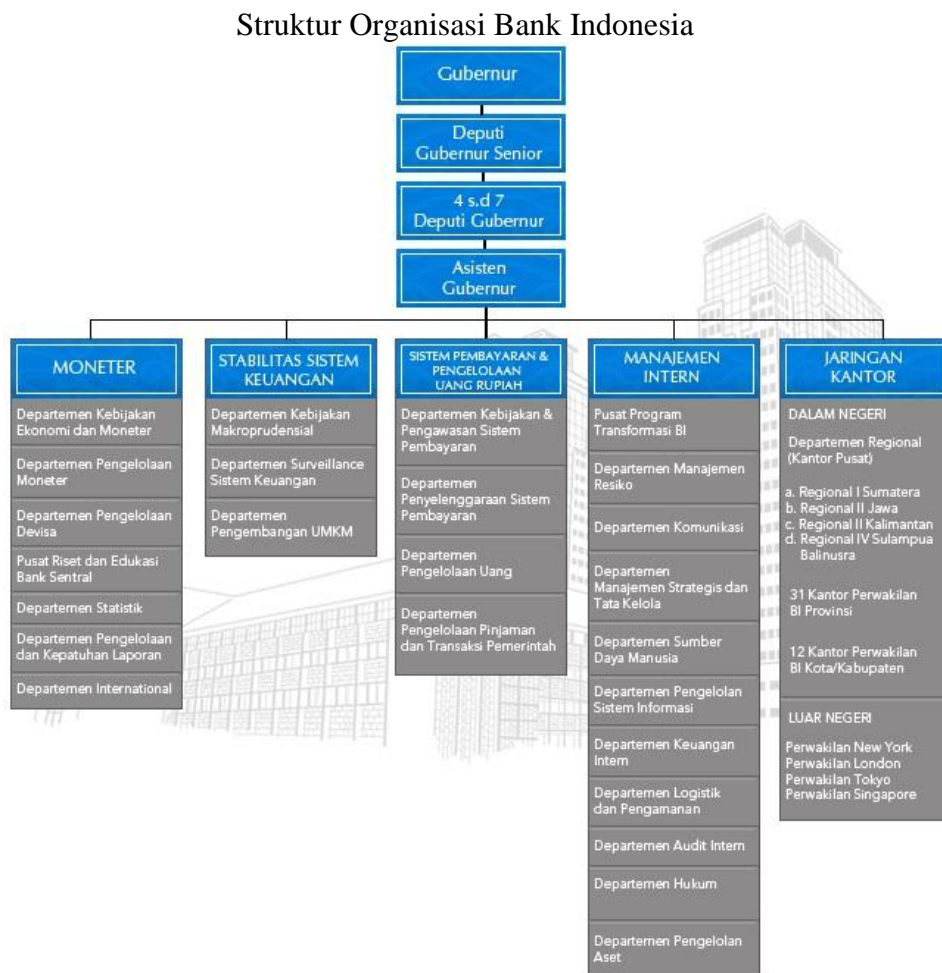 Struktur Organisasi Bank Indonesia
Gubernur
Deputi
Gubernur Senior
4 s.d 7
Deputi Gubernur
Asisten
Gubernur
MONETER
Departemen Kebijakan
Ekonomi dan Moneter
Departemen Pengelolaan
Moneter
Departemen Pengelolaan
Devisa
Pusat Riset dan Edukasi
Bank Sentral
Departemen Statistik
Departemen Pengelolaan
dan Kepatuhan Laporan
Departemen International
STABILITAS SISTEM
KEUANGAN
Departemen Kebijakan
Makroprudensial
Departemen Surveillance
Sistem Keuangan
Departemen
Pengembangan UMKM
SISTEM PEMBAYARAN &
PENGELOLAAN
UANG RUPIAH
Departemen Kebijakan &
Pengawasan Sistem
Pembayaran
Departemen
Penyelenggaraan Sistem
Pembayaran
Departemen
Pengelolaan Uang
Departemen
Pengelolaan Pinjaman
dan Transaksi Pemerintah
MANAJEMEN
INTERN
Pusat Program
Transformasi BI
Departemen Manajemen
Resiko
Departemen Komunikasi
Departemen
Manajemen Strategis dan
Tata Kelola
Departemen Sumber
Daya Manusia
Departemen Pengelolan
Sistem Informasi
Departemen Keuangan
Intern
Departemen Logistik
dan Pengamanan
Departemen Audit Intern
Departemen Hukum
Departemen Pengelolan
Aset
JARINGAN
KANTOR
DALAM NEGERI
Departemen Regional
(Kantor Pusat)
a. Regional I Sumatera
b. Regional II Jawa
c. Regional II Kalimantan
d. Regional IV Sulampua
Balinusra
31 Kantor Perwakilan
BI Provinsi
12 Kantor Perwakilan
BI Kota/Kabupaten
LUAR NEGERI
Perwakilan New York
Perwakilan London
Perwakilan Tokyo
Perwakilan Singapore